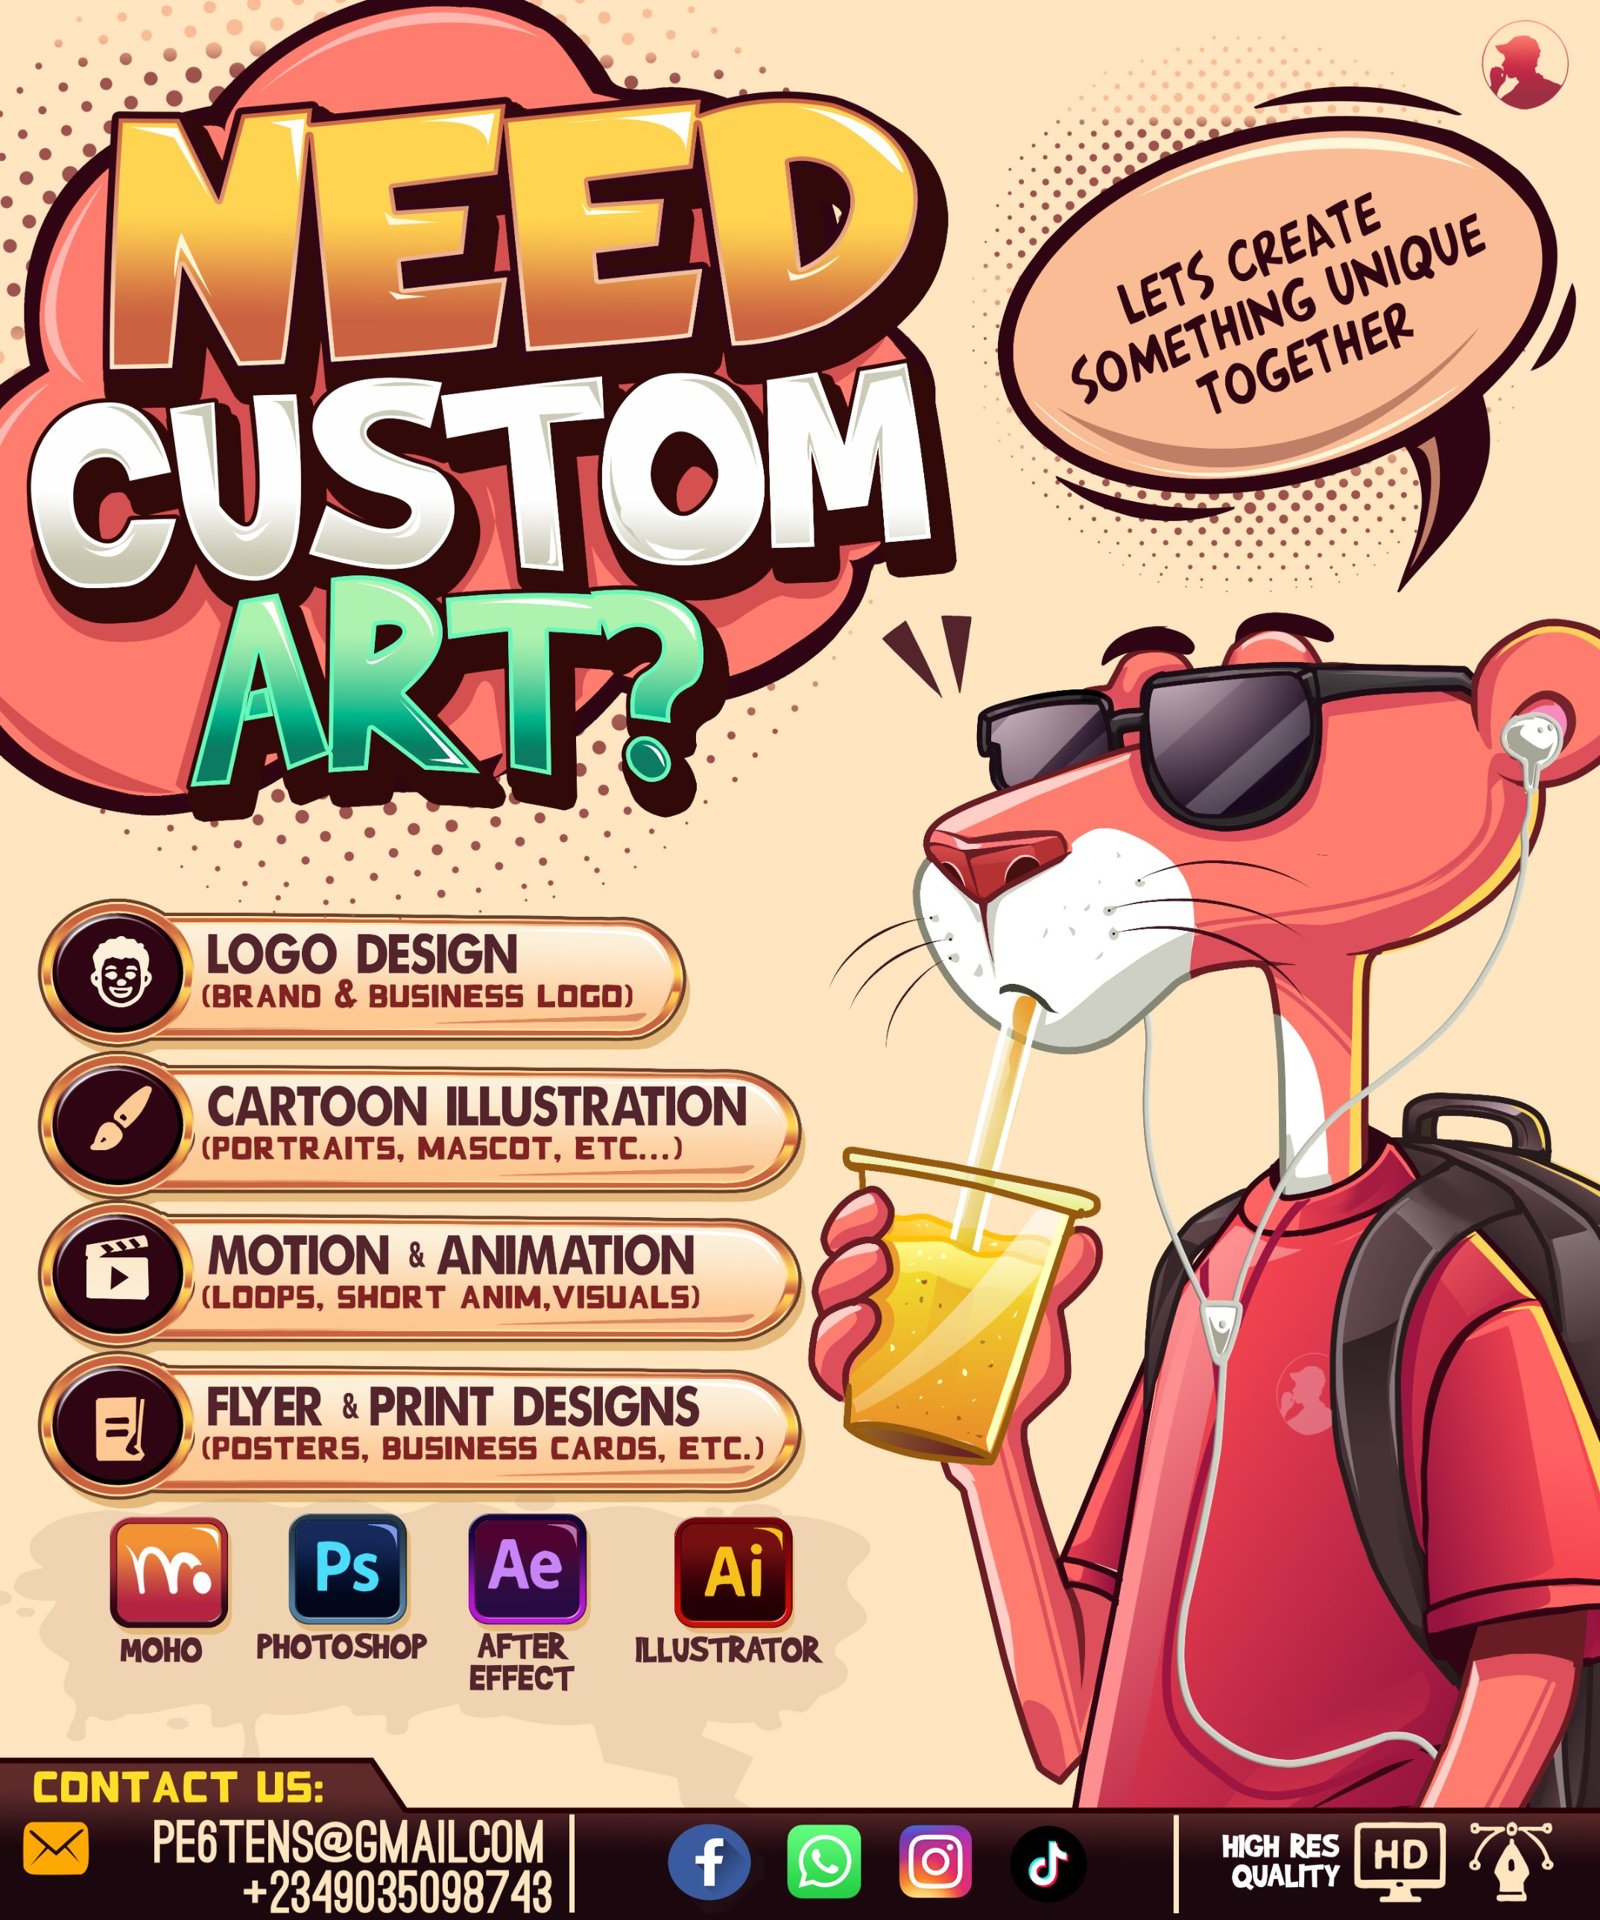 NEED
CUSTOM
ART?
LETS CREATE
SOMETHING UNIQUE
TOGETHER
LOGO DESIGN
(BRAND & BUSINESS LOGO)
CARTOON ILLUSTRATION
(PORTRAITS, MASCOT, ETC...)
MOTION & ANIMATION
(LOOPS, SHORT ANIM,VISUALS)
FLYER & PRINT DESIGNS
(POSTERS, BUSINESS CARDS, ETC.)
m
Ps
Ae
Ai
MOHO
PHOTOSHOP
AFTER
EFFECT
ILLUSTRATOR
CONTACT US:
PE6TENS@GMAIL.COM
+2349035098743
HIGH RES
QUALITY
HD